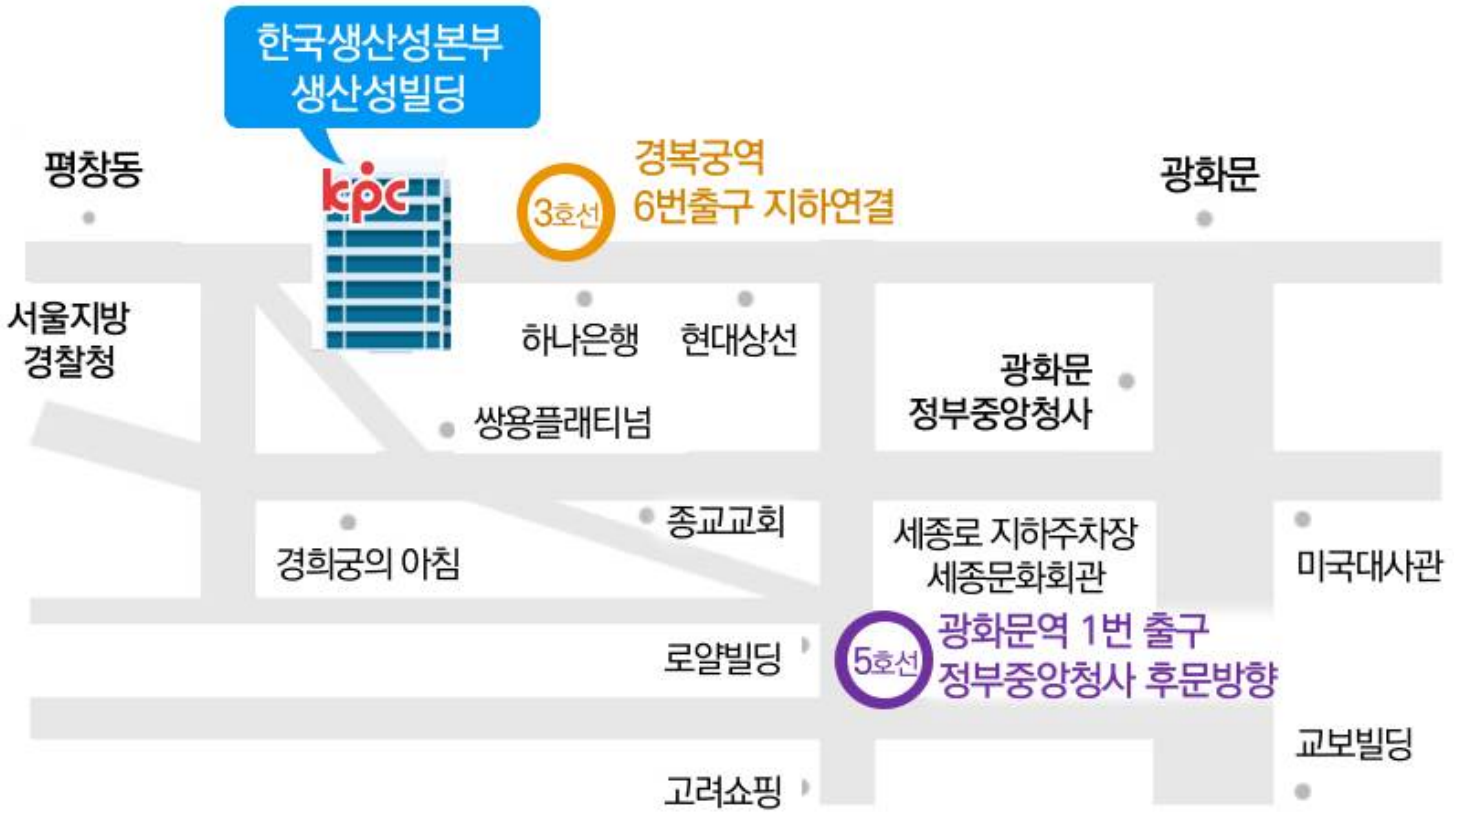 한국생산성본부
생산성빌딩
평창동
kpc
3호선
경복궁역
6번출구 지하연결
광화문
서울지방
경찰청
하나은행
현대상선
광화문
정부중앙청사
쌍용플래티넘
경희궁의 아침
종교교회
세종로 지하주차장
세종문화회관
미국대사관
로얄빌딩
5호선
광화문역 1번 출구
정부중앙청사 후문방향
교보빌딩
고려쇼핑